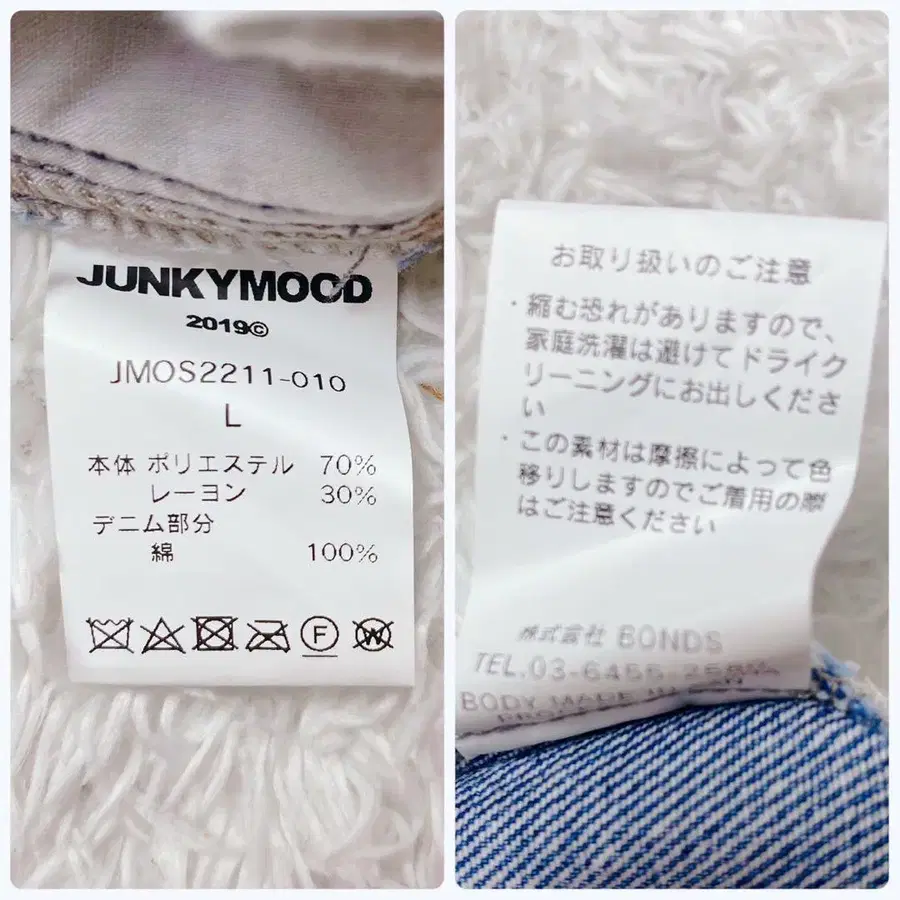 JUNKYMOOD
2019©
JMOS2211-010
L
本体 ポリエステル 70%
レーヨン 30%
デニム部分
綿 100%
F
W
お取り扱いのご注意
・縮む恐れがありますので、
家庭洗濯は避けてドライク
リーニングにお出しくださ
い
・この素材は摩擦によって色
移りしますのでご着用の際
はご注意ください
株式会社 BONDS
TEL.03-6455
BODY MADE